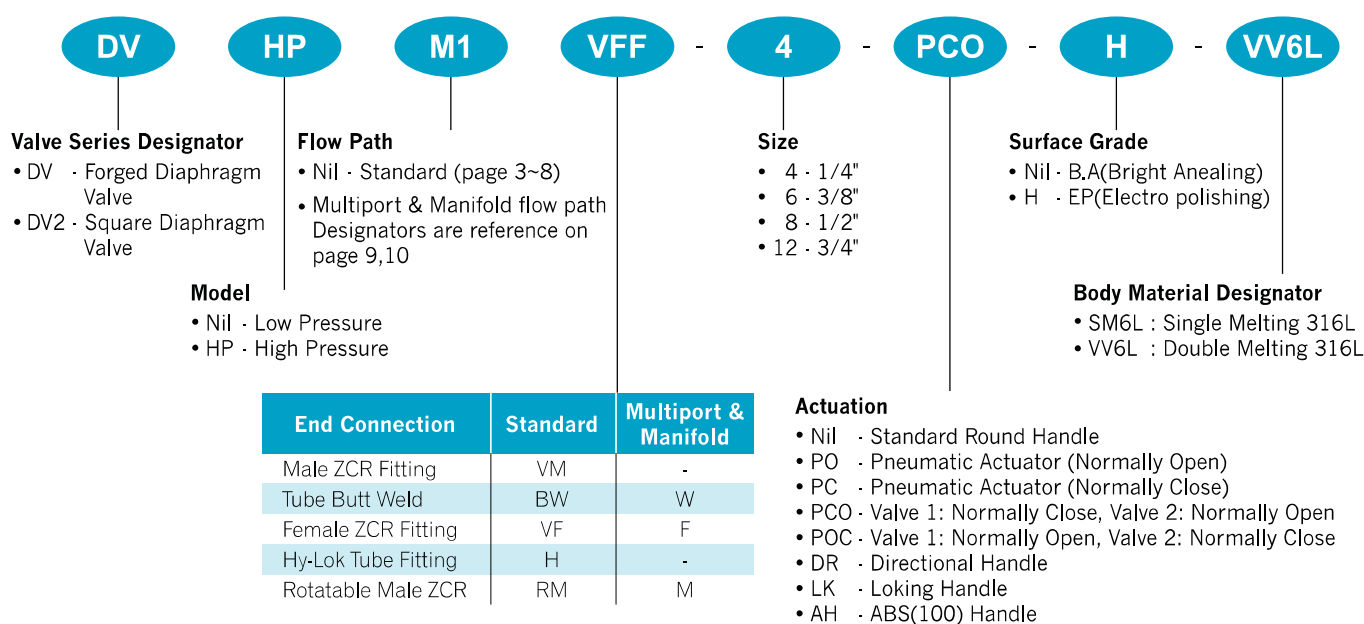 DV HP M1 VFF - 4 - PCO - H - VV6L
Valve Series Designator
• DV - Forged Diaphragm
Valve
• DV2 - Square Diaphragm
Valve
Flow Path
• Nil - Standard (page 3~8)
• Multiport & Manifold flow path
Designators are reference on
page 9,10
Size
• 4 - 1/4"
• 6 - 3/8"
• 8 - 1/2"
• 12 - 3/4"
Surface Grade
• Nil - B.A(Bright Anealing)
• H - EP(Electro polishing)
Model
• Nil - Low Pressure
• HP - High Pressure
Body Material Designator
• SM6L : Single Melting 316L
• VV6L : Double Melting 316L
End Connection Standard Multiport &
Manifold
Male ZCR Fitting VM -
Tube Butt Weld BW W
Female ZCR Fitting VF F
Hy-Lok Tube Fitting H -
Rotatable Male ZCR RM M
Actuation
• Nil - Standard Round Handle
• PO - Pneumatic Actuator (Normally Open)
• PC - Pneumatic Actuator (Normally Close)
• PCO - Valve 1: Normally Close, Valve 2: Normally Open
• POC - Valve 1: Normally Open, Valve 2: Normally Close
• DR - Directional Handle
• LK - Loking Handle
• AH - ABS(100) Handle